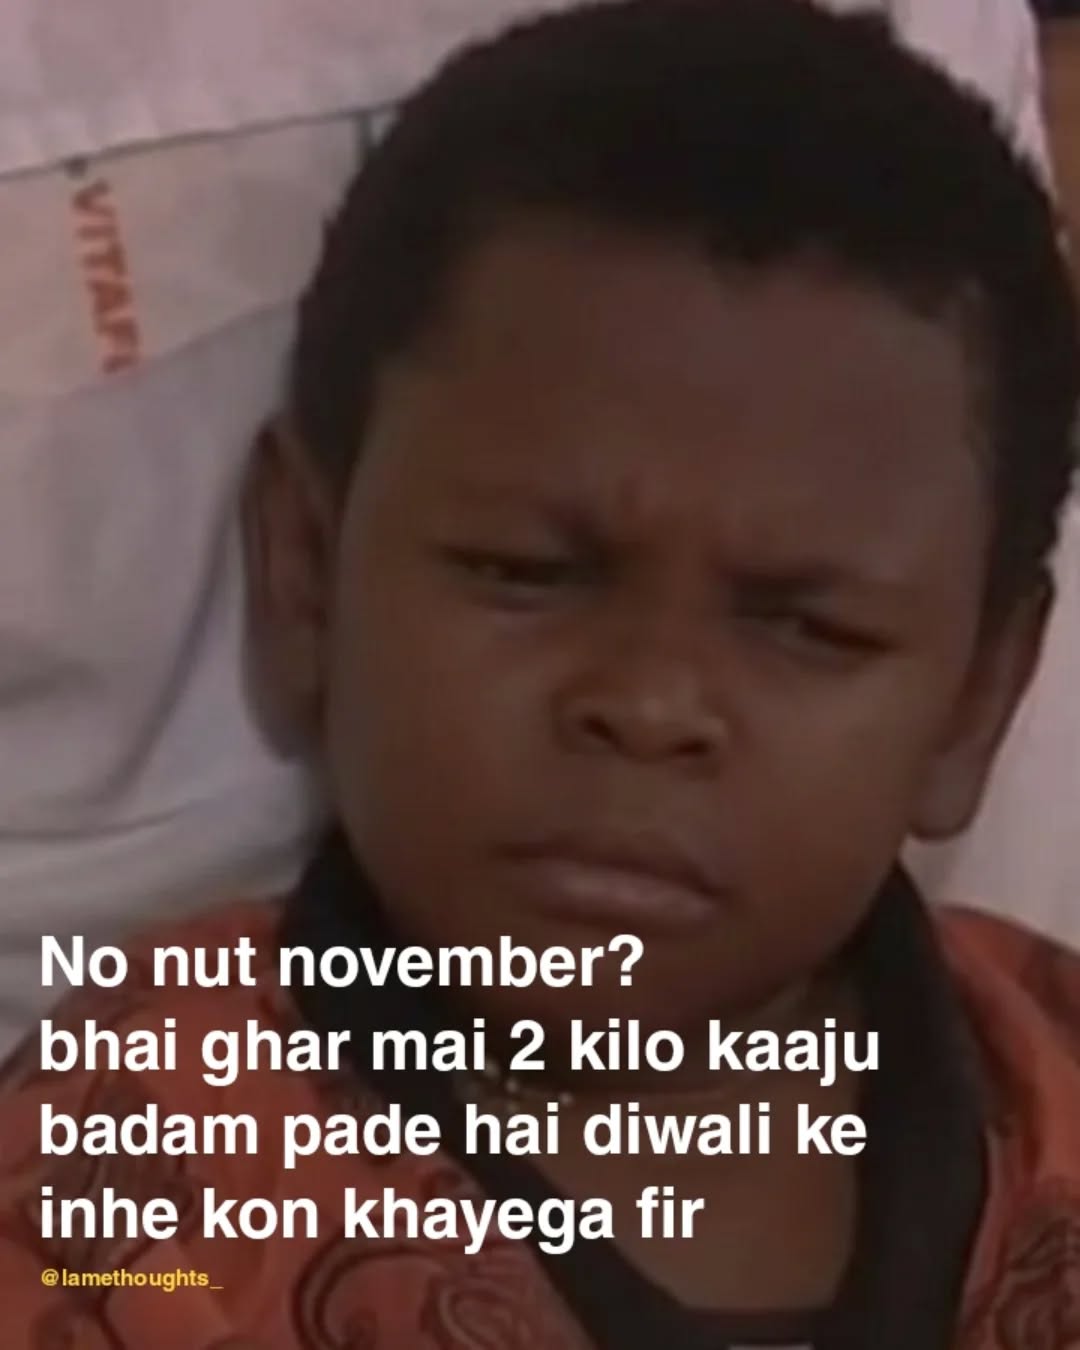 VITAFI
No nut november?
bhai ghar mai 2 kilo kaaju
badam pade hai diwali ke
inhe kon khayega fir
@lamethoughts_